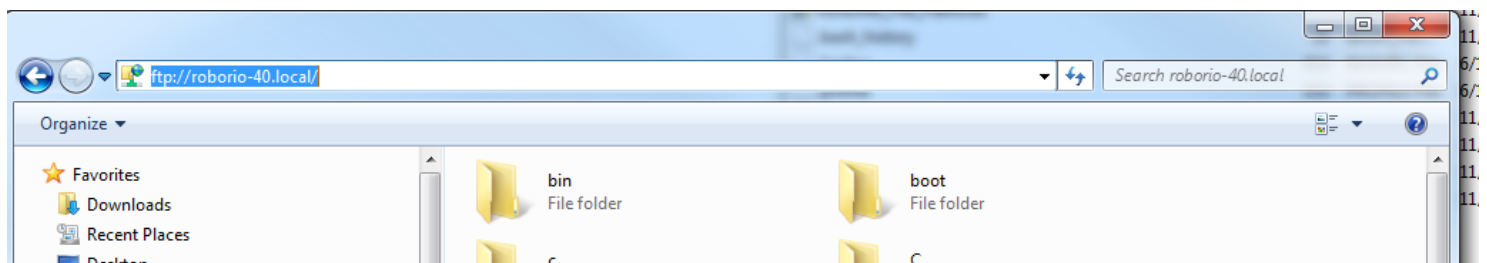 ftp://roborio-40.local/
Search roborio-40.local
Organize
Favorites
Downloads
Recent Places
Desktop
bin
File folder
boot
File folder
C